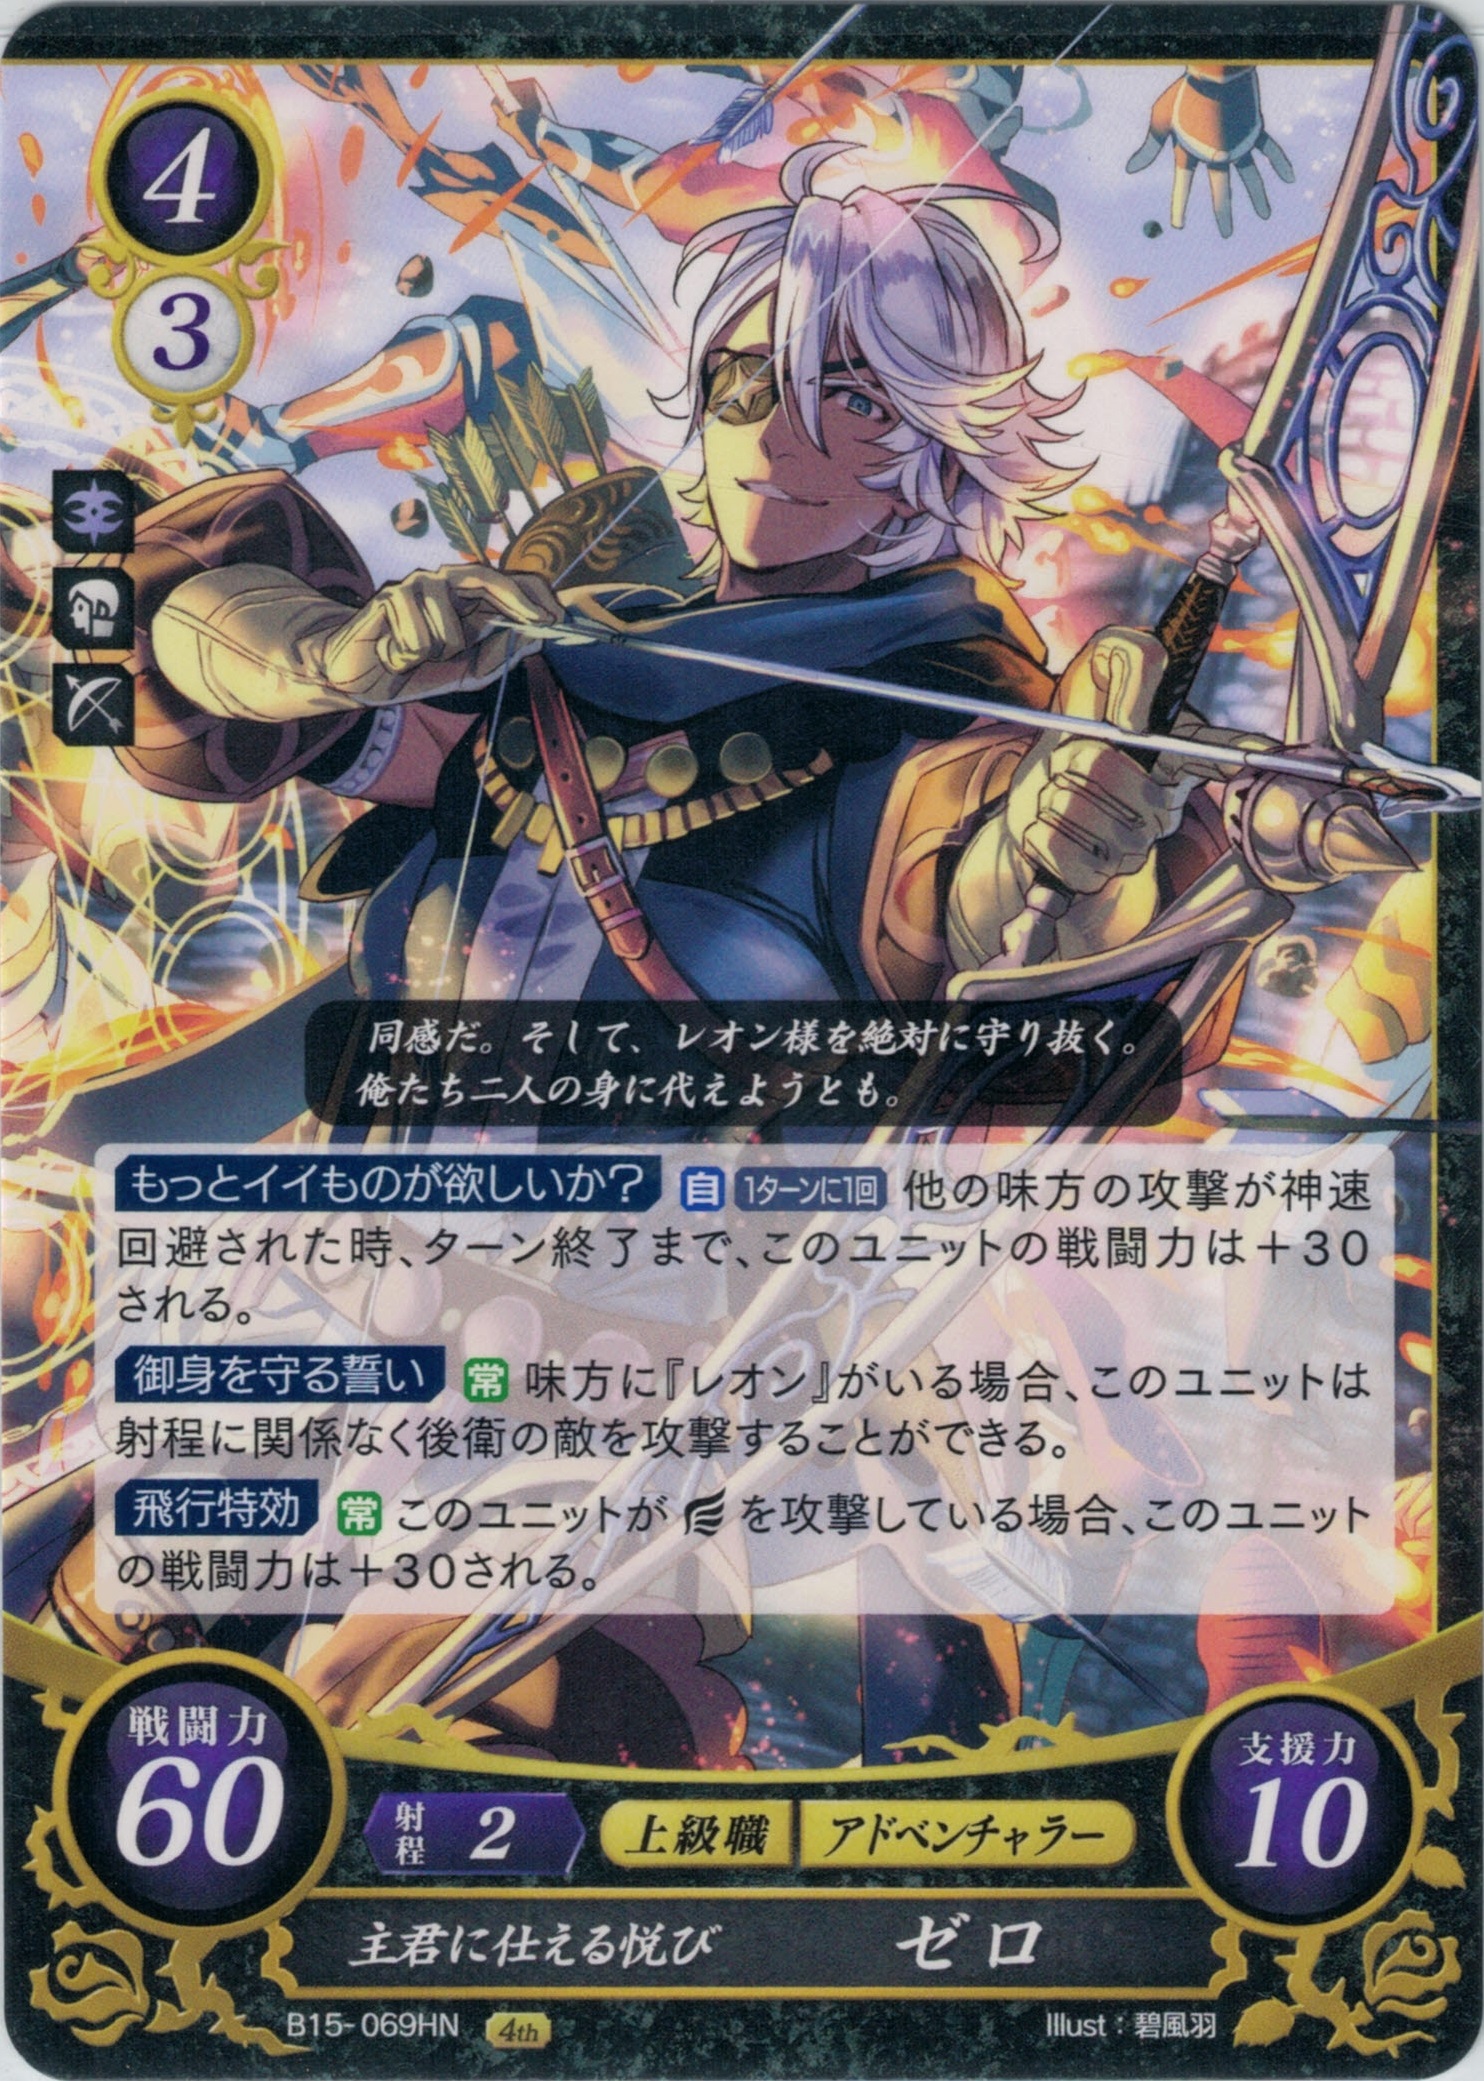 4
3
同感だ。そして、レオン様を絶対に守り抜く。
俺たち二人の身に代えようとも。
もっとイイものが欲しいか? 自 1ターンに1回 他の味方の攻撃が神速
回避された時、ターン終了まで、このユニットの戦闘力は+30
される。
御身を守る誓い 常 味方に『レオン』がいる場合、このユニットは
射程に関係なく後衛の敵を攻撃することができる。
飛行特効 常 このユニットが を攻撃している場合、このユニット
の戦闘力は+30される。
戦闘力
60
射程 2
上級職 アドベンチャラー
支援力
10
主君に仕える悦び ゼロ
B15-069HN 4th Illust:碧風羽